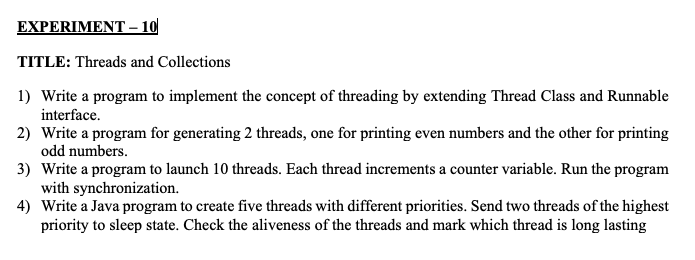 EXPERIMENT – 10
TITLE: Threads and Collections
1) Write a program to implement the concept of threading by extending Thread Class and Runnable
interface.
2) Write a program for generating 2 threads, one for printing even numbers and the other for printing
odd numbers.
3) Write a program to launch 10 threads. Each thread increments a counter variable. Run the program
with synchronization.
4) Write a Java program to create five threads with different priorities. Send two threads of the highest
priority to sleep state. Check the aliveness of the threads and mark which thread is long lasting